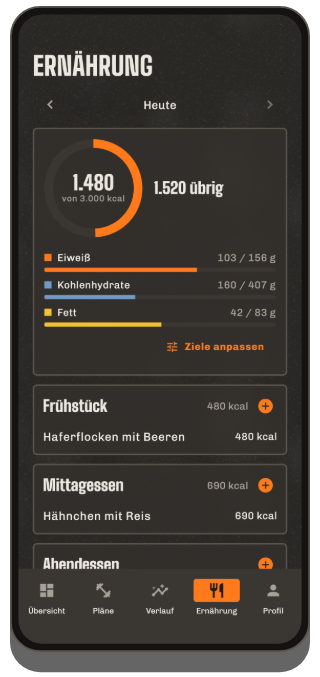 ERNÄHRUNG
Heute
1.480
von 3.000 kcal
1.520 übrig
Eiweiß 103 / 156 g
Kohlenhydrate 160 / 407 g
Fett 42 / 83 g
Ziele anpassen
Frühstück 480 kcal
Haferflocken mit Beeren 480 kcal
Mittagessen 690 kcal
Hähnchen mit Reis 690 kcal
Abendessen
Übersicht Pläne Verlauf Ernährung Profil